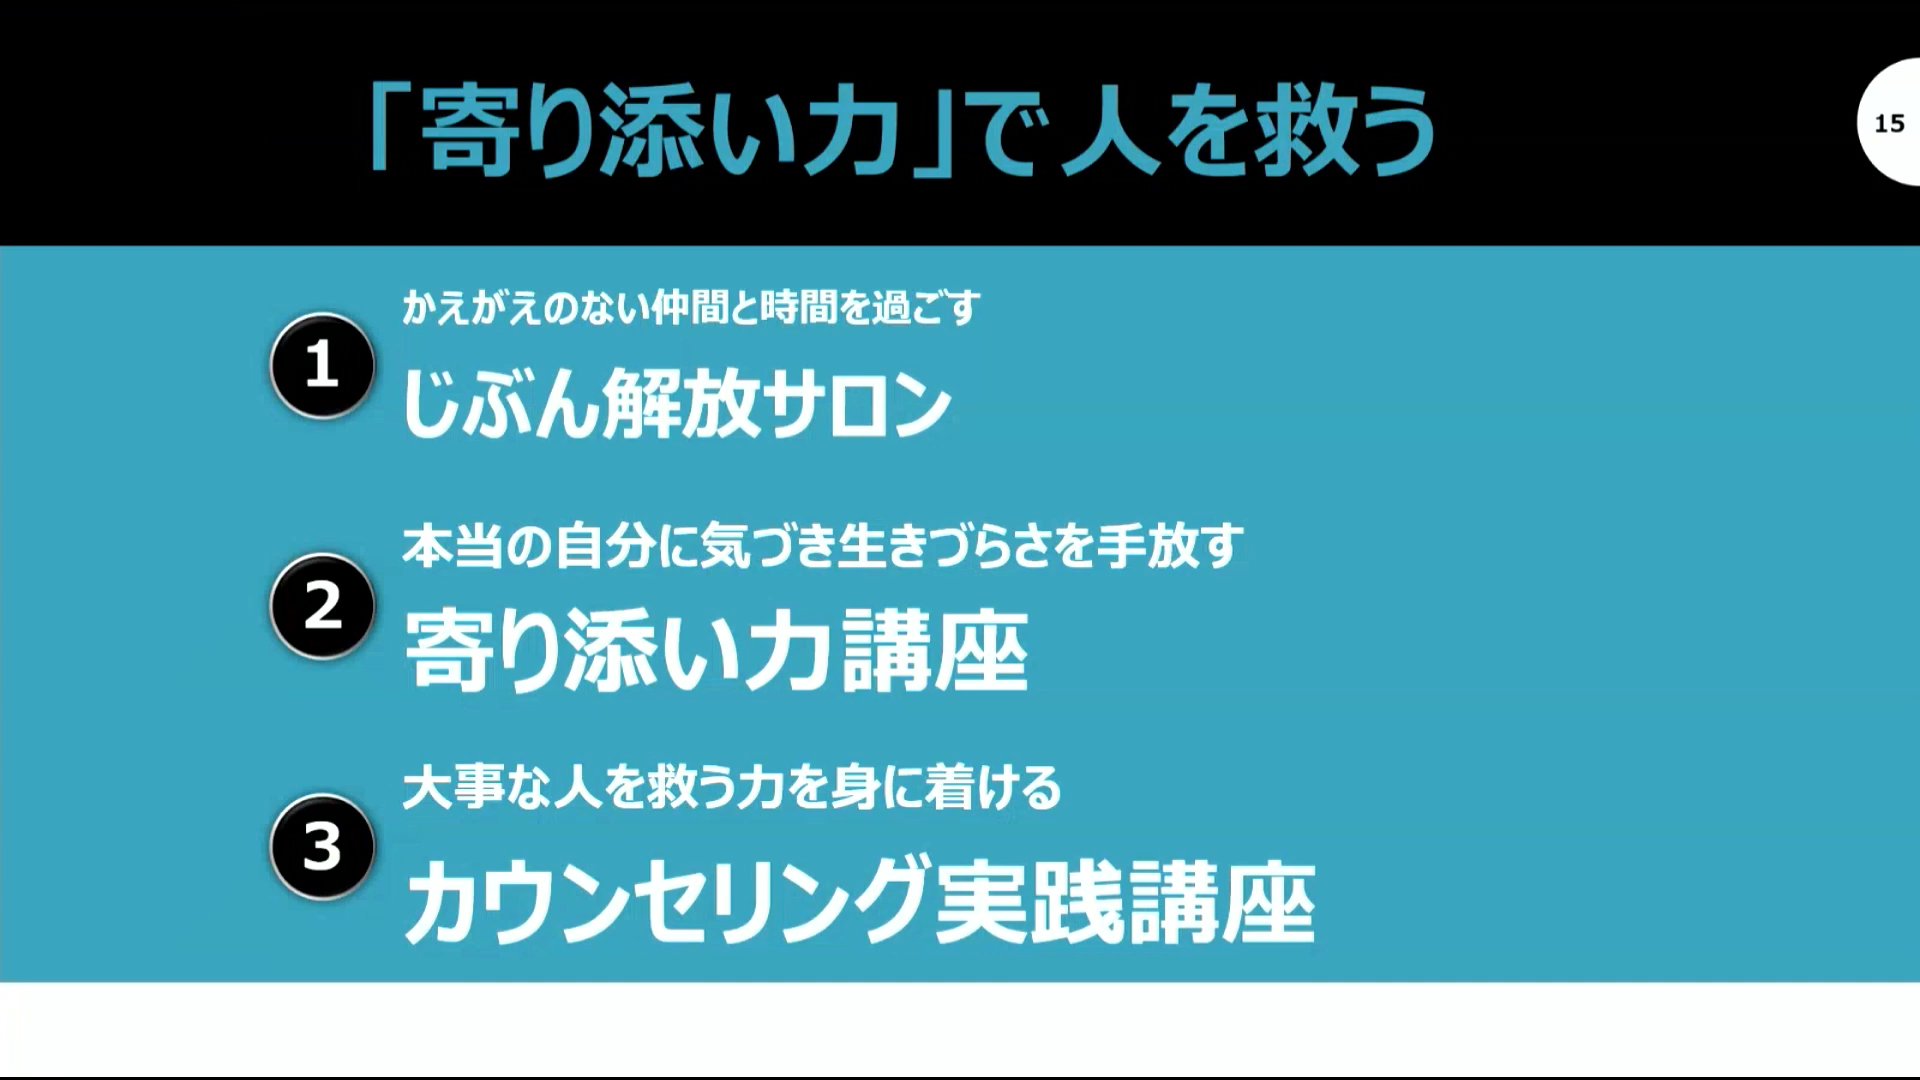 「寄り添い力」で人を救う
15
かえがえのない仲間と時間を過ごす
1
じぶん解放サロン
本当の自分に気づき生きづらさを手放す
2
寄り添い力講座
大事な人を救う力を身に着ける
3
カウンセリング実践講座